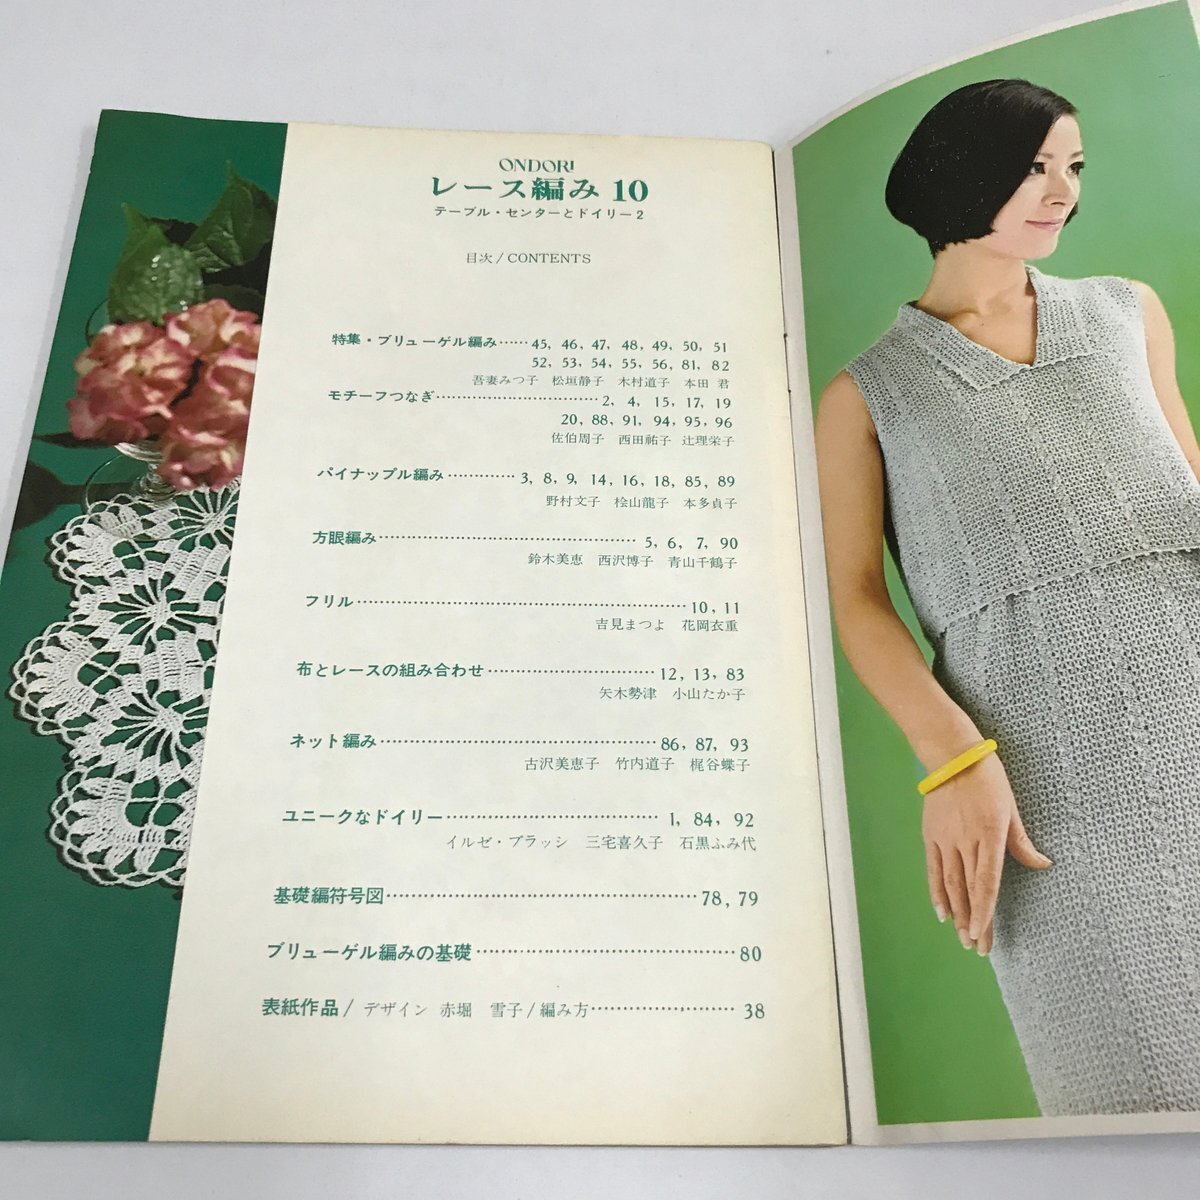 ONDORI
レース編み 10
テーブル・センターとドイリー2
目次/CONTENTS
特集・ブリューゲル編み……45, 46, 47, 48, 49, 50, 51
52, 53, 54, 55, 56, 81, 82
吾妻みつ子 松垣静子 木村道子 本田 君
モチーフつなぎ……………………………2, 4, 15, 17, 19
20, 88, 91, 94, 95, 96
佐伯周子 西田祐子 辻理栄子
パイナップル編み…………3, 8, 9, 14, 16, 18, 85, 89
野村文子 桧山龍子 本多貞子
方眼編み………………………………………………5, 6, 7, 90
鈴木美恵 西沢博子 青山千鶴子
フリル…………………………………………………………10, 11
吉見まつよ 花岡衣重
布とレースの組み合わせ……………………………12, 13, 83
矢木勢津 小山たか子
ネット編み………………………………………………86, 87, 93
古沢美恵子 竹内道子 梶谷蝶子
ユニークなドイリー……………………………………1, 84, 92
イルゼ・ブラッシ 三宅喜久子 石黒ふみ代
基礎編符号図……………………………………………………78, 79
ブリューゲル編みの基礎……………………………………………80
表紙作品/ デザイン 赤堀 雪子/編み方……………………… 38